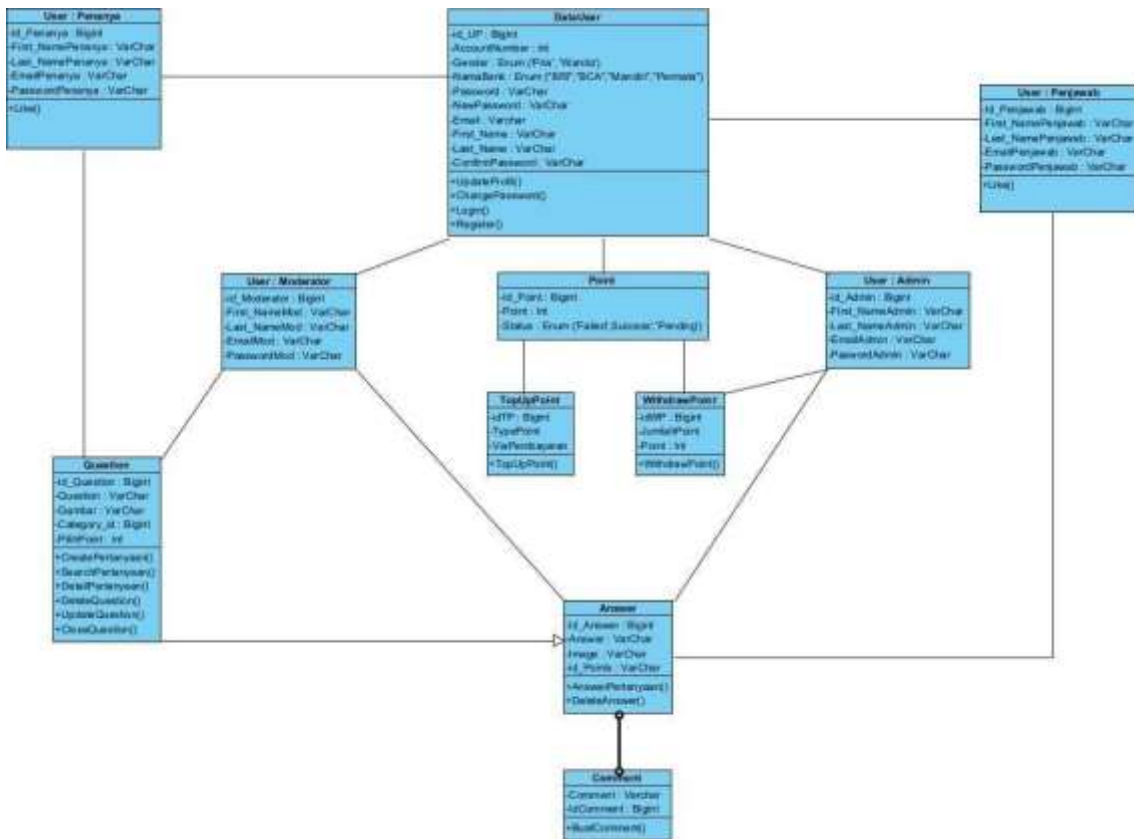 User : Penanya
-Id_Penanya : Bigint
-First_NamePenanya : VarChar
-Last_NamePenanya : VarChar
-EmailPenanya : VarChar
-PasswordPenanya : VarChar
+Like()
DataUser
-id_UP : Bigint
-AccountNumber : Int
-Gender : Enum ('Pria', 'Wanita')
-NamaBank : Enum ("BRI","BCA","Mandiri","Permata")
-Password : VarChar
-NewPassword : VarChar
-Email : Varchar
-First_Name : VarChar
-Last_Name : VarChar
-ConfirmPassword : VarChar
+UpdateProfil()
+ChangePassword()
+Login()
+Register()
User : Penjawab
-Id_Penjawab : Bigint
-First_NamePenjawab : VarChar
-Last_NamePenjawab : VarChar
-EmailPenjawab : VarChar
-PasswordPenjawab : VarChar
+Like()
User : Moderator
-id_Moderator : Bigint
-First_NameMod : VarChar
-Last_NameMod : VarChar
-EmailMod : VarChar
-PasswordMod : VarChar
Point
-Id_Point : Bigint
-Point : Int
-Status : Enum
User : Admin
-Id_Admin : Bigint
-First_NameAdmin : VarChar
-Last_NameAdmin : VarChar
-EmailAdmin : VarChar
-PaswordAdmin : VarChar
TopUpPoint
-idTP : Bigint
-TypePoint
-ViaPembayaran
+TopUpPoint()
WithdrawPoint
-idWP : Bigint
-JumlahPoint
-Point : Int
+WithdrawPoint()
Question
-Id_Question : Bigint
-Question : VarChar
-Gambar : VarChar
-Category_id : Bigint
-PilihPoint : Int
+CreatePertanyaan()
+SearchPertanyaan()
+DetailPertanyaan()
+DeleteQuestion()
+UpdateQuestion()
+CloseQuestion()
Answer
-Id_Answer : Bigint
-Answer : VarChar
-Image : VarChar
-Id_Points : VarChar
+AnswerPertanyaan()
+DeleteAnswer()
Comment
-Comment : Varchar
-IdComment : Bigint
+BuatComment()